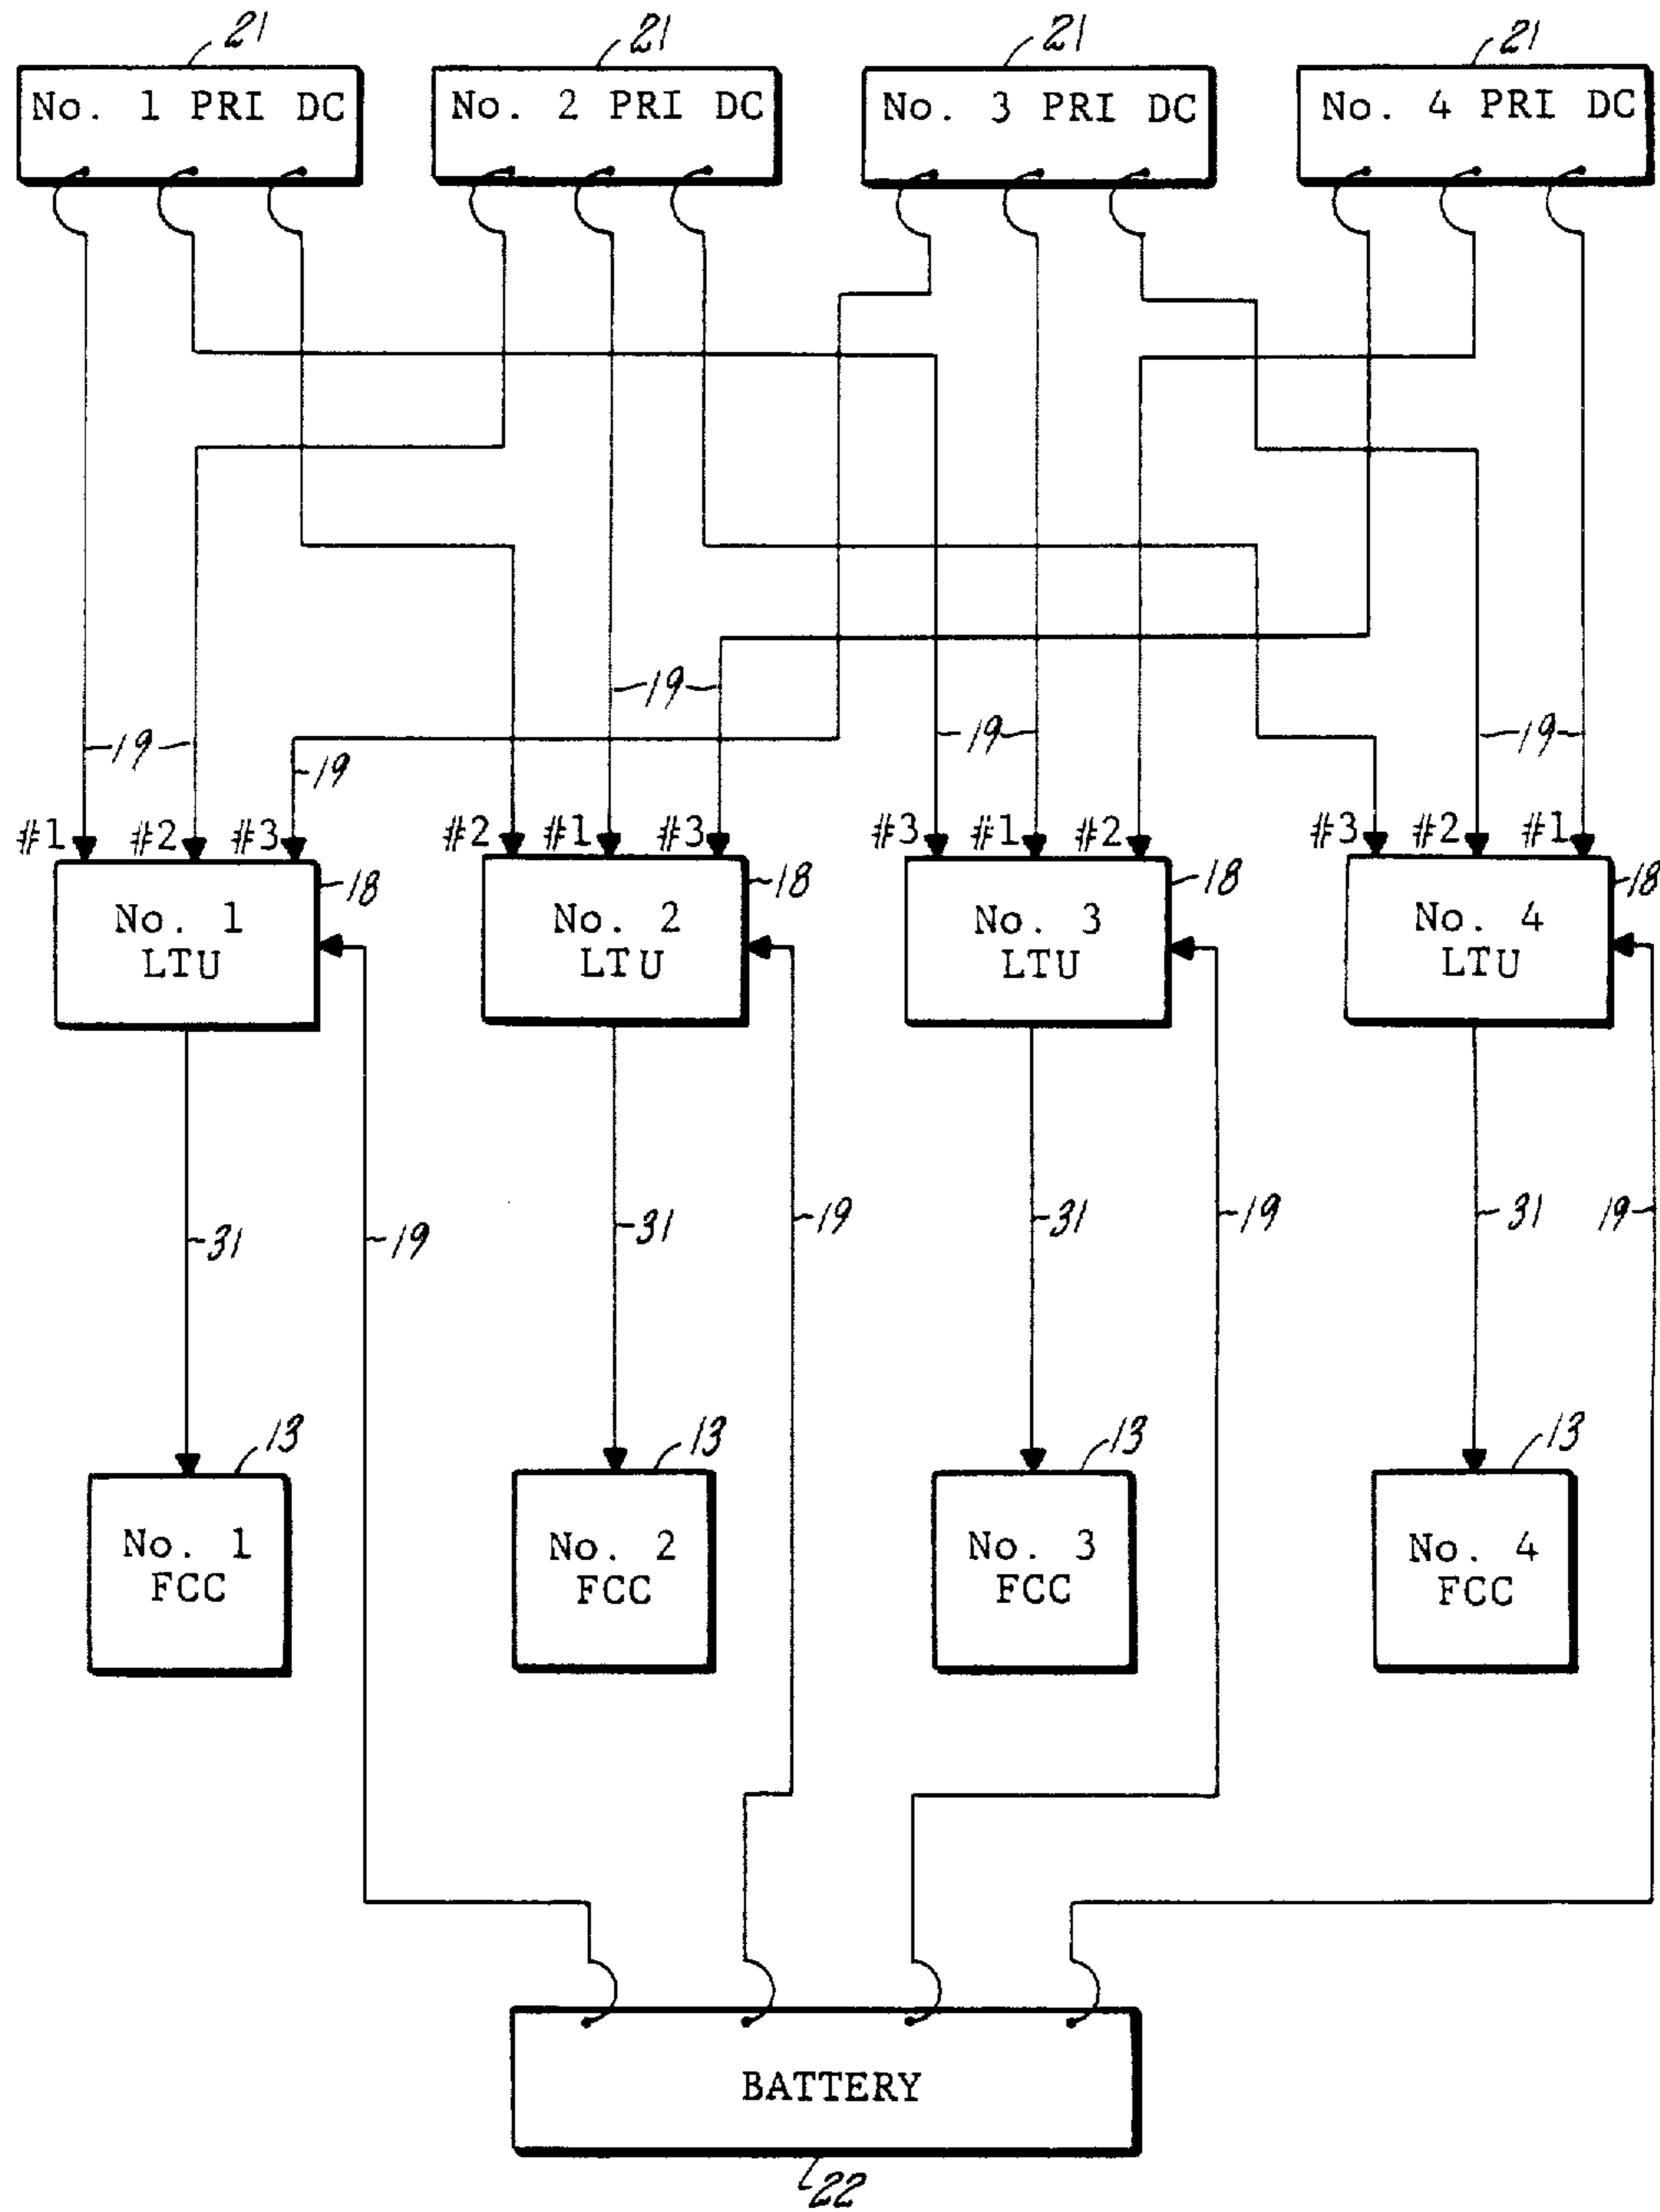 21 21 21 21
No. 1 PRI DC No. 2 PRI DC No. 3 PRI DC No. 4 PRI DC
19
19 19 19
19
#1 #2 #3 #2 #1 #3 #3 #1 #2 #3 #2 #1
18 18 18 18
No. 1 No. 2 No. 3 No. 4
LTU LTU LTU LTU
31 19 31 19 31 19 31 19
13 13 13 13
No. 1 No. 2 No. 3 No. 4
FCC FCC FCC FCC
BATTERY
22